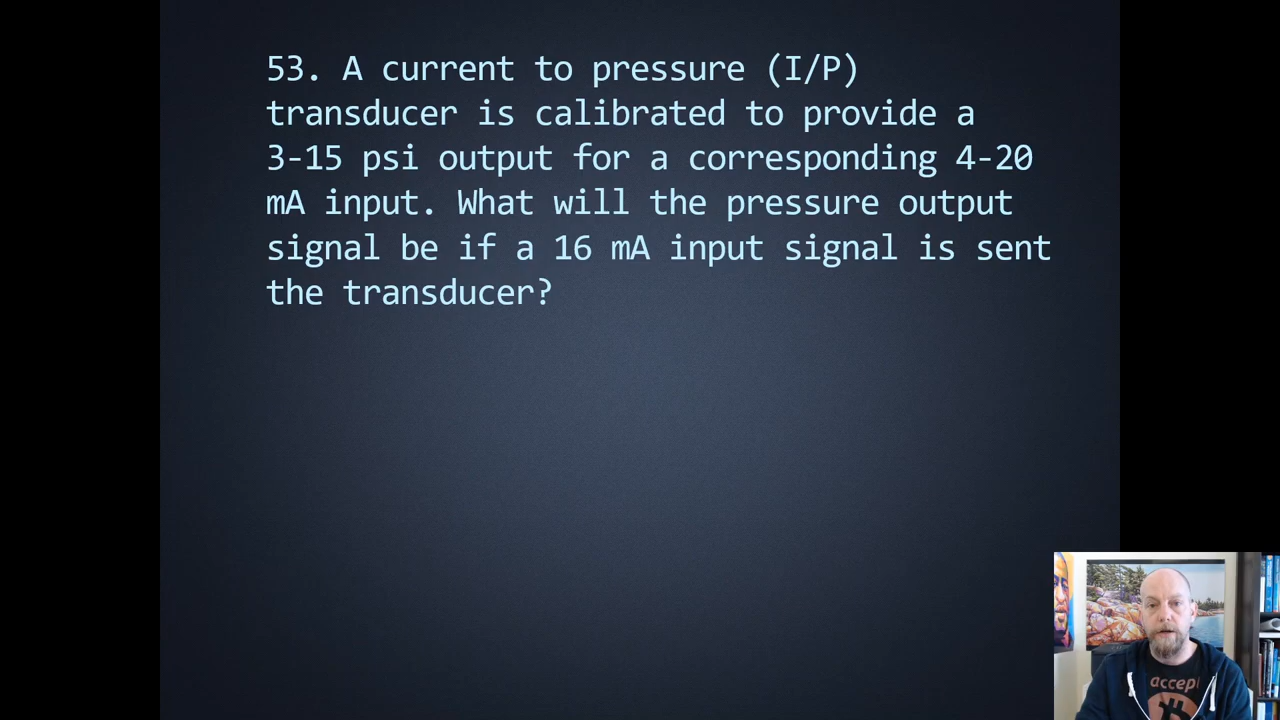 53. A current to pressure (I/P)
transducer is calibrated to provide a
3-15 psi output for a corresponding 4-20
mA input. What will the pressure output
signal be if a 16 mA input signal is sent
the transducer?
accept